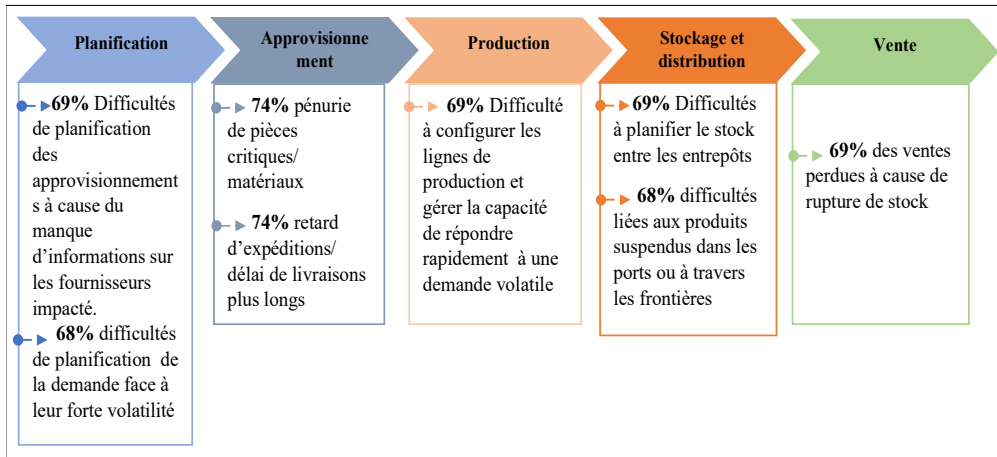 Planification
69% Difficultés
de planification
des
approvisionnement
s à cause du
manque
d'informations sur
les fournisseurs
impacté.
68% difficultés
de planification de
la demande face à
leur forte volatilité
Approvisionne
ment
74% pénurie
de pièces
critiques/
matériaux
74% retard
d'expéditions/
délai de livraisons
plus longs
Production
69% Difficulté
à configurer les
lignes de
production et
gérer la capacité
de répondre
rapidement à une
demande volatile
Stockage et
distribution
69% Difficultés
à planifier le stock
entre les entrepôts
68% difficultés
liées aux produits
suspendus dans les
ports ou à travers
les frontières
Vente
69% des ventes
perdues à cause de
rupture de stock